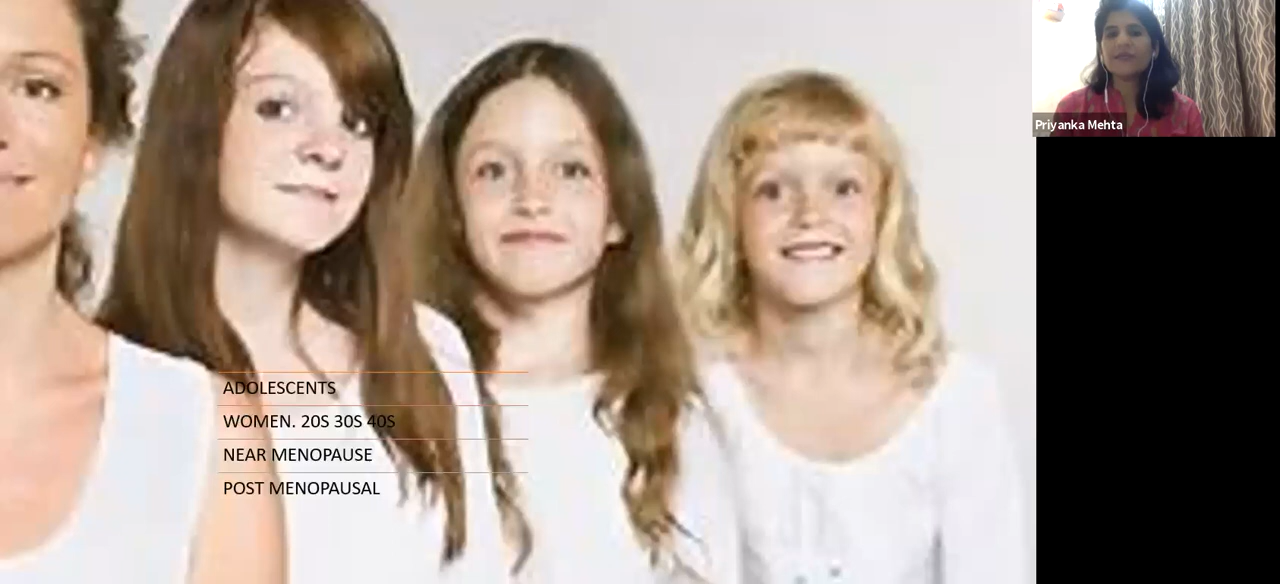 Priyanka Mehta
ADOLESCENTS
WOMEN. 20S 30S 40S
NEAR MENOPAUSE
POST MENOPAUSAL